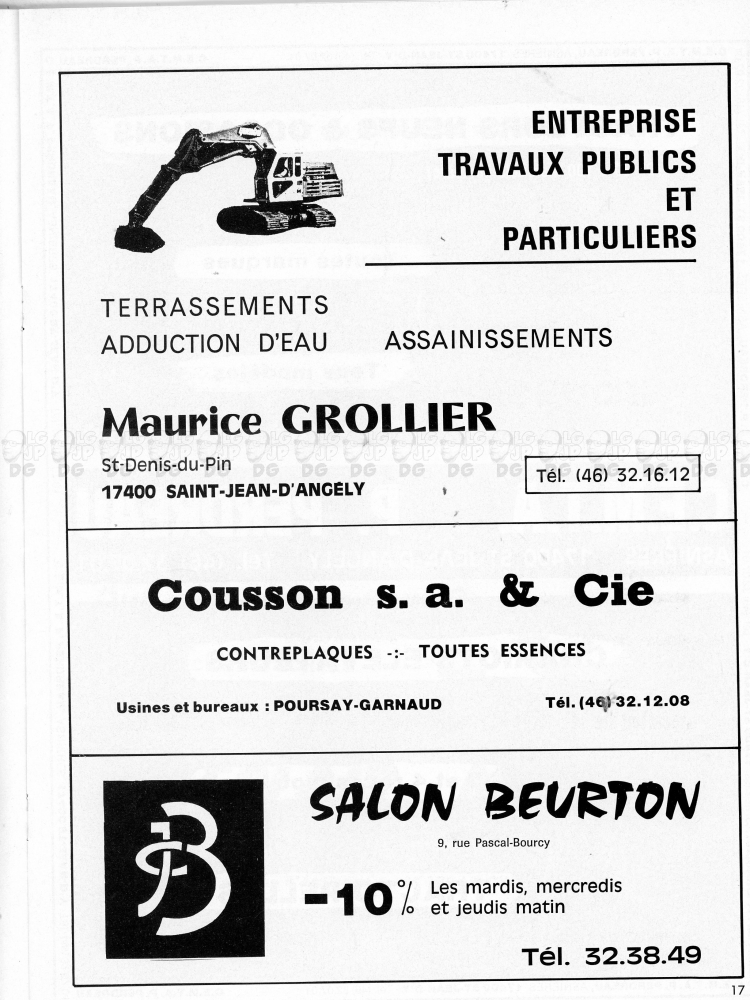 ENTREPRISE
TRAVAUX PUBLICS
ET
PARTICULIERS
TERRASSEMENTS
ADDUCTION D'EAU ASSAINISSEMENTS
Maurice GROLLIER
St-Denis-du-Pin
17400 SAINT-JEAN-D'ANGÉLY
Tél. (46) 32.16.12
Cousson s. a. & Cie
CONTREPLAQUES -:- TOUTES ESSENCES
Usines et bureaux : POURSAY-GARNAUD Tél. (46) 32.12.08
SALON BEURTON
9, rue Pascal-Bourcy
-10% Les mardis, mercredis
et jeudis matin
Tél. 32.38.49
17